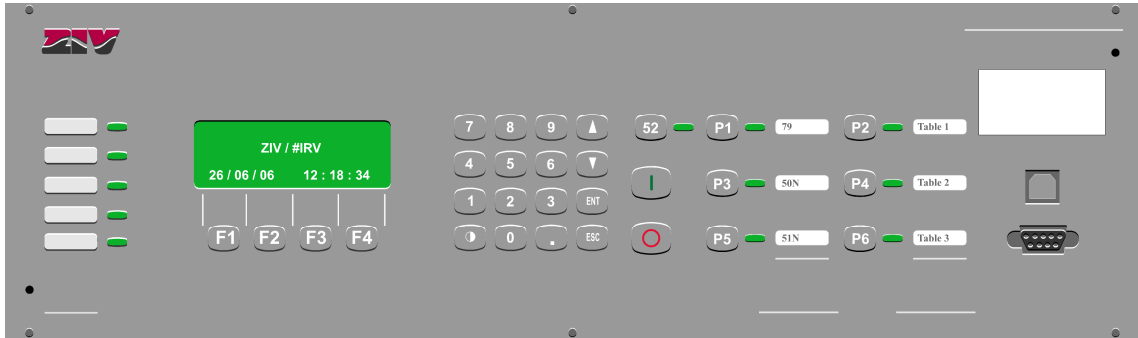 ZIV
ZIV / #IRV
26 / 06 / 06 12 : 18 : 34
F1 F2 F3 F4
7 8 9
4 5 6
1 2 3 ENT
0 . ESC
52 P1 79 P2 Table 1
P3 50N P4 Table 2
P5 51N P6 Table 3